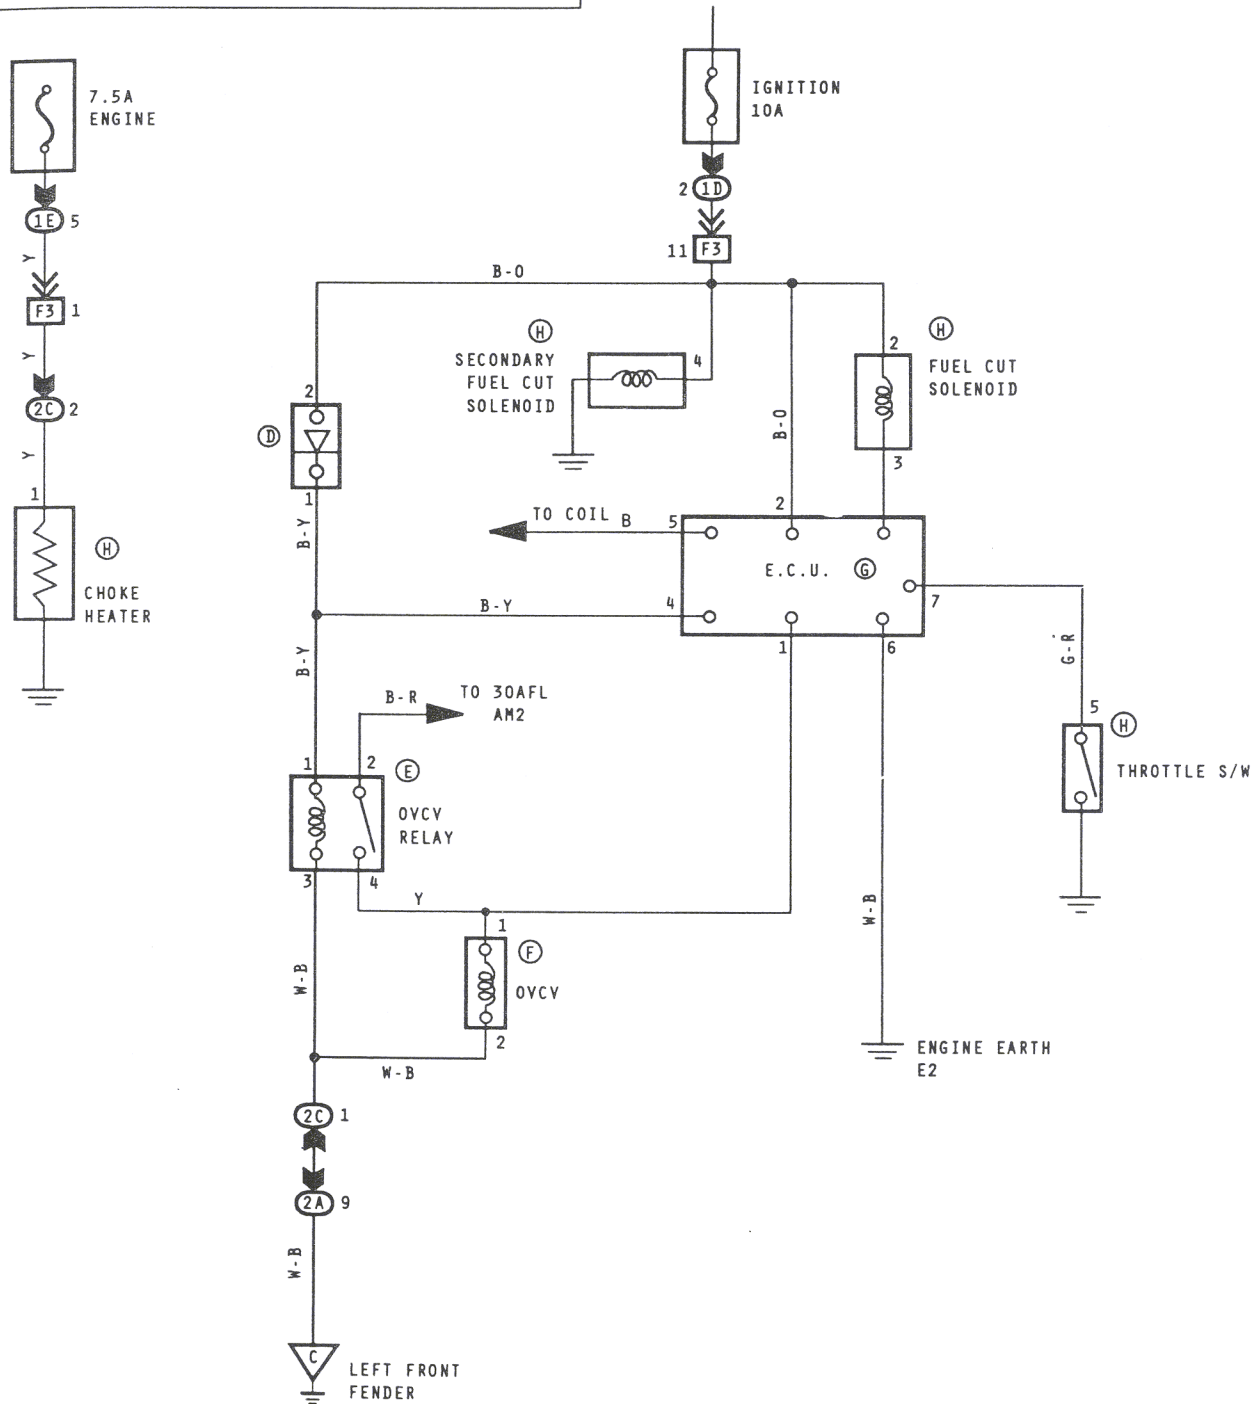 7.5A
ENGINE
1E 5
Y
F3 1
Y
2C 2
Y
1
H
CHOKE
HEATER
IGNITION
10A
2 1D
11 F3
B-O
H
SECONDARY
FUEL CUT
SOLENOID
4
2
H
FUEL CUT
SOLENOID
3
B-O
2
D
1
B-Y
TO COIL B 5
2
E.C.U. G
7
B-Y 4
1
6
B-Y
G-R
5
H
THROTTLE S/W
B-R
TO 30AFL
AM2
1
2
E
OVCV
RELAY
3
4
Y
1
F
OVCV
2
W-B
W-B
W-B
ENGINE EARTH
E2
2C 1
2A 9
W-B
C
LEFT FRONT
FENDER